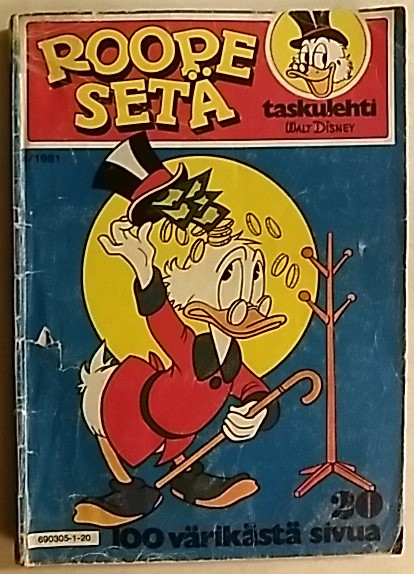 ROOPE
SETÄ
taskulehti
WALT DISNEY
/1981
20
100 värikästä sivua
690305-1-20